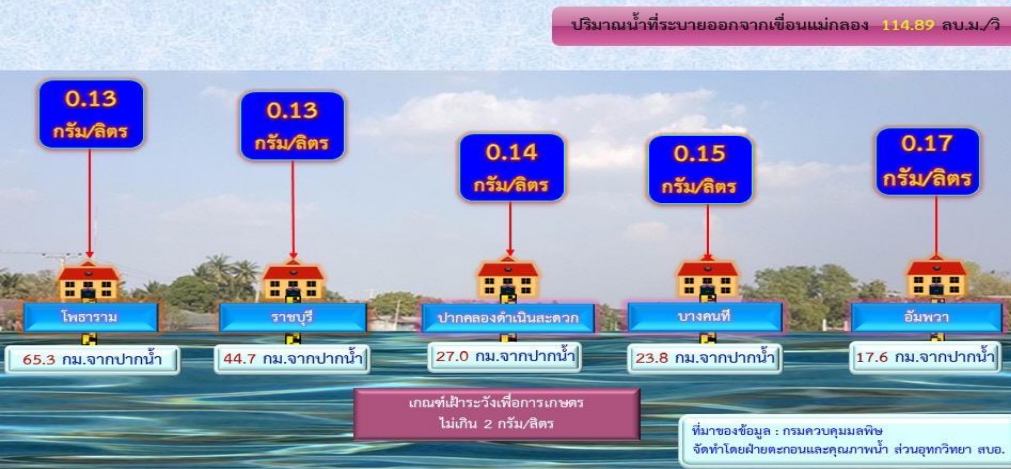 ปริมาณน้ำที่ระบายออกจากเขื่อนแม่กลอง 114.89 ลบ.ม./วิ
0.13
กรัม/ลิตร
0.13
กรัม/ลิตร
0.14
กรัม/ลิตร
0.15
กรัม/ลิตร
0.17
กรัม/ลิตร
โพธาราม
ราชบุรี
ปากคลองดำเนินสะดวก
บางคนที
อัมพวา
65.3 กม.จากปากน้ำ
44.7 กม.จากปากน้ำ
27.0 กม.จากปากน้ำ
23.8 กม.จากปากน้ำ
17.6 กม.จากปากน้ำ
เกณฑ์เฝ้าระวังเพื่อการเกษตร
ไม่เกิน 2 กรัม/ลิตร
ที่มาของข้อมูล : กรมควบคุมมลพิษ
จัดทำโดยฝ่ายตะกอนและคุณภาพน้ำ ส่วนอุทกวิทยา สบอ.